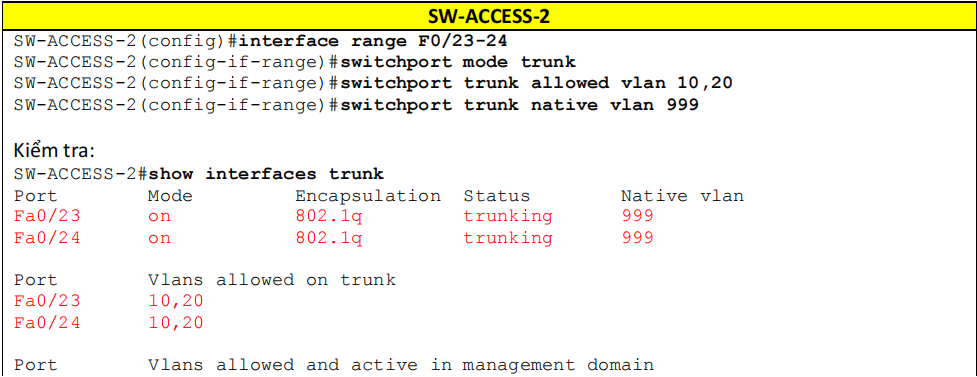 SW-ACCESS-2
SW-ACCESS-2(config)#interface range F0/23-24
SW-ACCESS-2(config-if-range)#switchport mode trunk
SW-ACCESS-2(config-if-range)#switchport trunk allowed vlan 10,20
SW-ACCESS-2(config-if-range)#switchport trunk native vlan 999
Kiểm tra:
SW-ACCESS-2#show interfaces trunk
Port Mode Encapsulation Status Native vlan
Fa0/23 on 802.1q trunking 999
Fa0/24 on 802.1q trunking 999
Port Vlans allowed on trunk
Fa0/23 10,20
Fa0/24 10,20
Port Vlans allowed and active in management domain